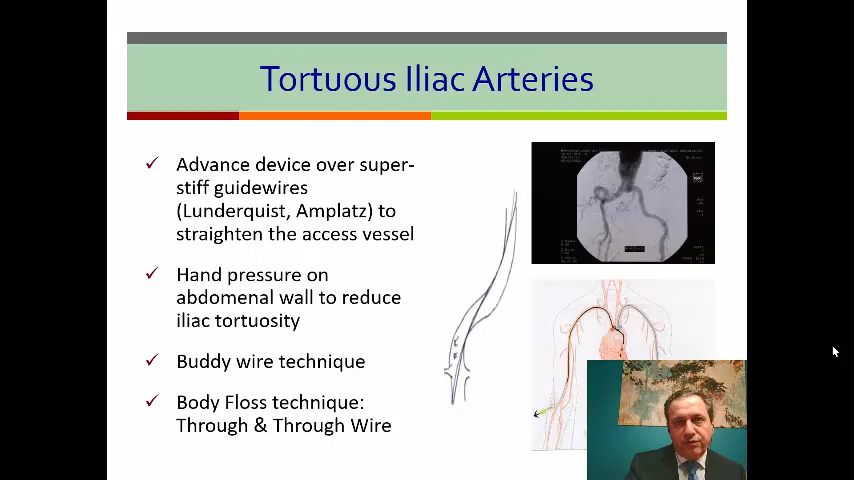 Tortuous Iliac Arteries
Advance device over super-
stiff guidewires
(Lunderquist, Amplatz) to
straighten the access vessel
Hand pressure on
abdomenal wall to reduce
iliac tortuosity
Buddy wire technique
Body Floss technique:
Through & Through Wire